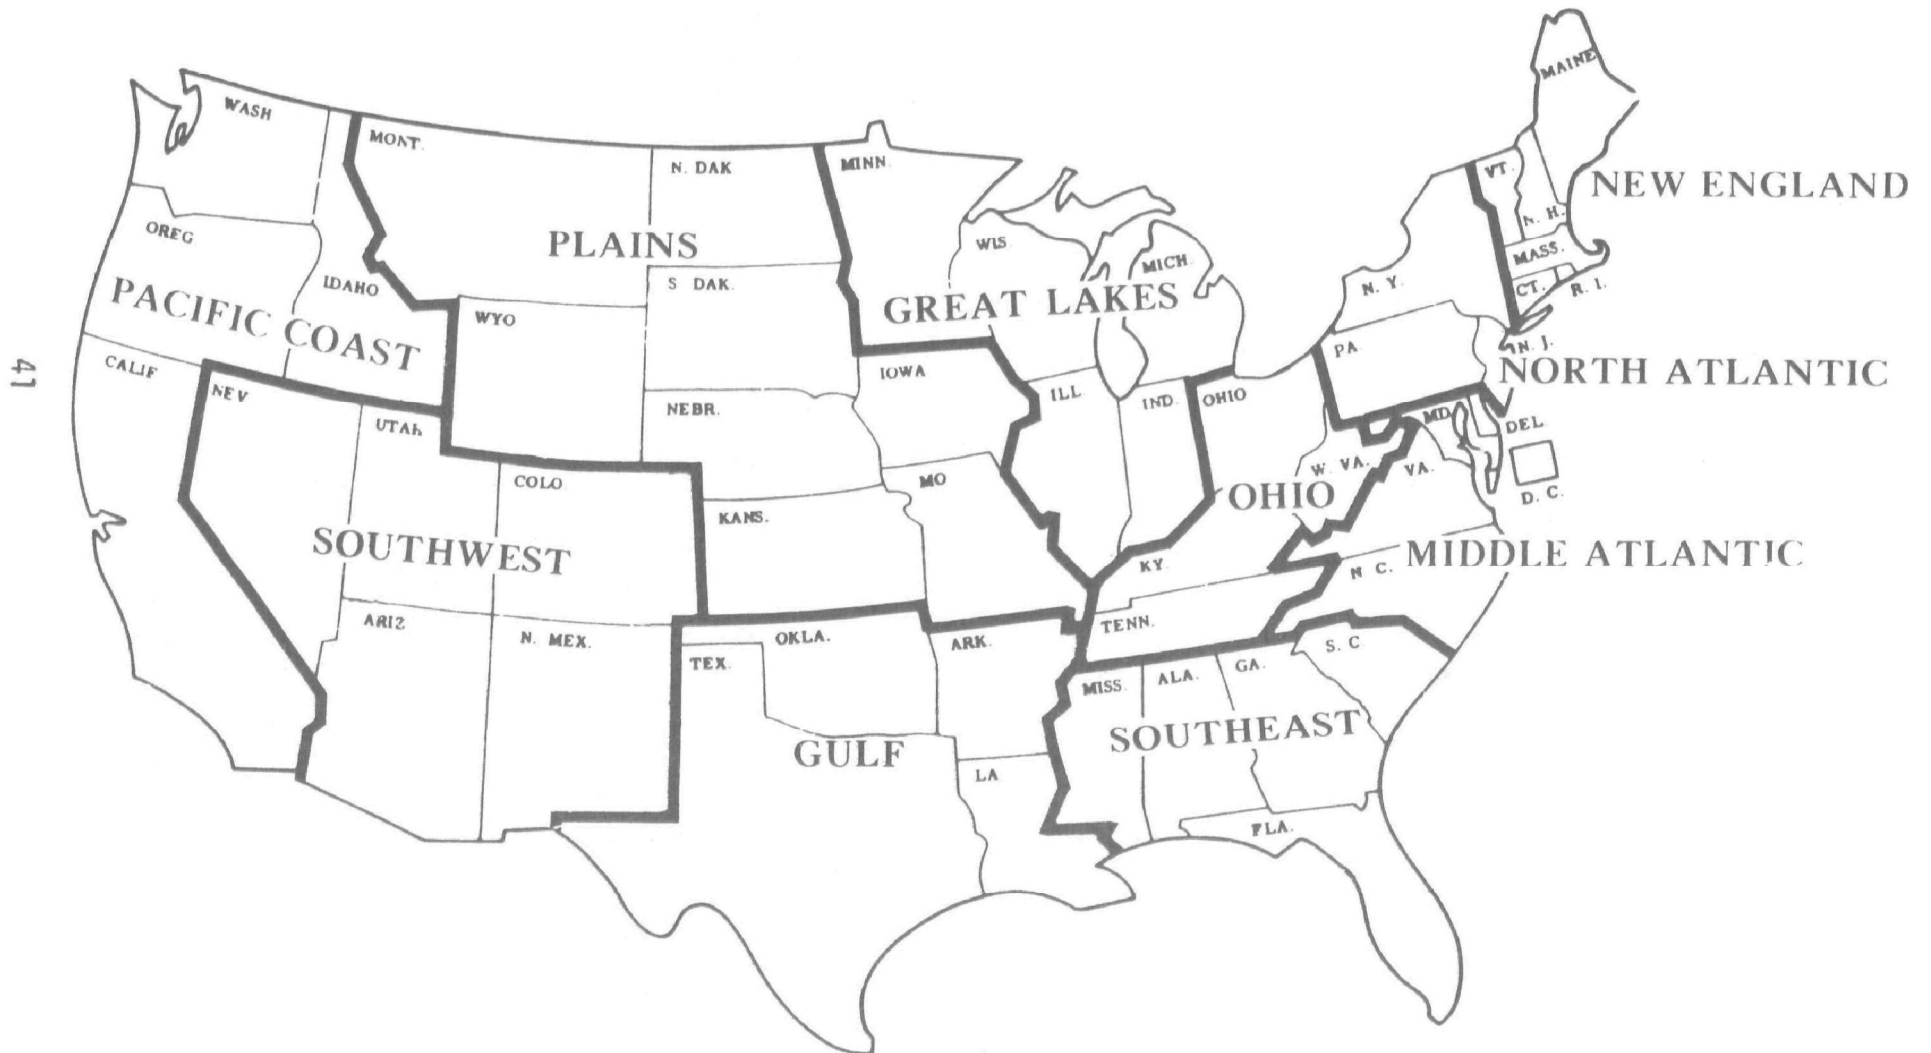 MAINE
WASH
MONT.
N. DAK
MINN.
VT.
NEW ENGLAND
N. H.
OREG
PLAINS
WIS
MICH
MASS.
IDAHO
S DAK.
N. Y.
CT.
R. I.
PACIFIC COAST
WYO
GREAT LAKES
PA
N. J.
CALIF
IOWA
NORTH ATLANTIC
41
NEV
UTAH
NEBR.
ILL
IND.
OHIO
MD.
DEL
COLO
MO
W. VA.
VA.
OHIO
D. C.
KANS.
SOUTHWEST
KY.
N C.
MIDDLE ATLANTIC
ARIZ
N. MEX.
OKLA.
ARK.
TENN.
S. C
TEX.
MISS.
ALA.
GA.
SOUTHEAST
GULF
LA
FLA.